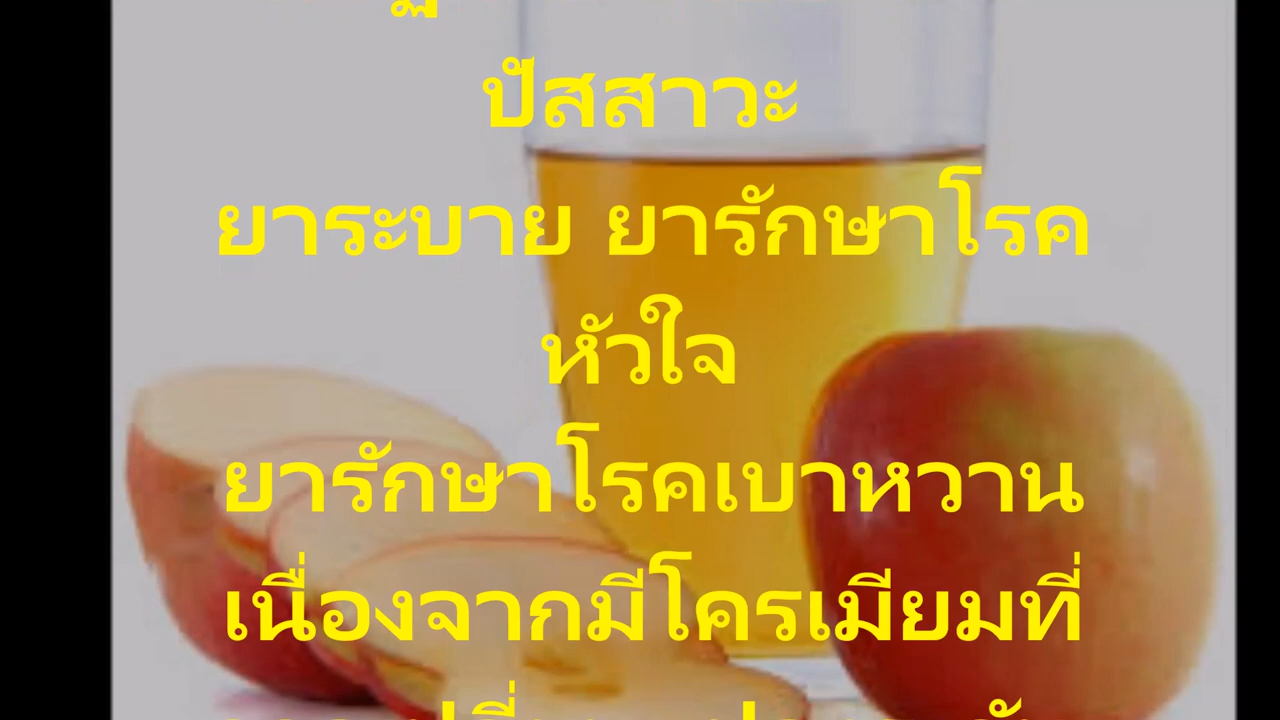 ปัสสาวะ
ยาระบาย ยารักษาโรค
หัวใจ
ยารักษาโรคเบาหวาน
เนื่องจากมีโครเมียมที่